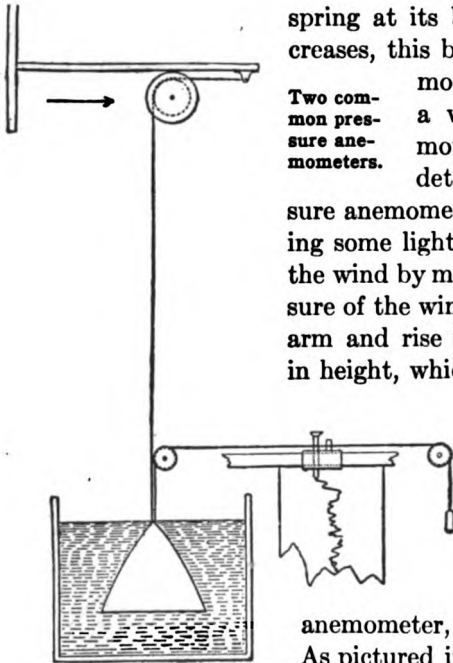 spring at its b
creases, this b
Two com-
mon pres-
sure ane-
mometers.
mo
a v
mov
det
sure anemome
ing some light
the wind by m
sure of the win
arm and rise
in height, whic
anemometer,
As pictured i